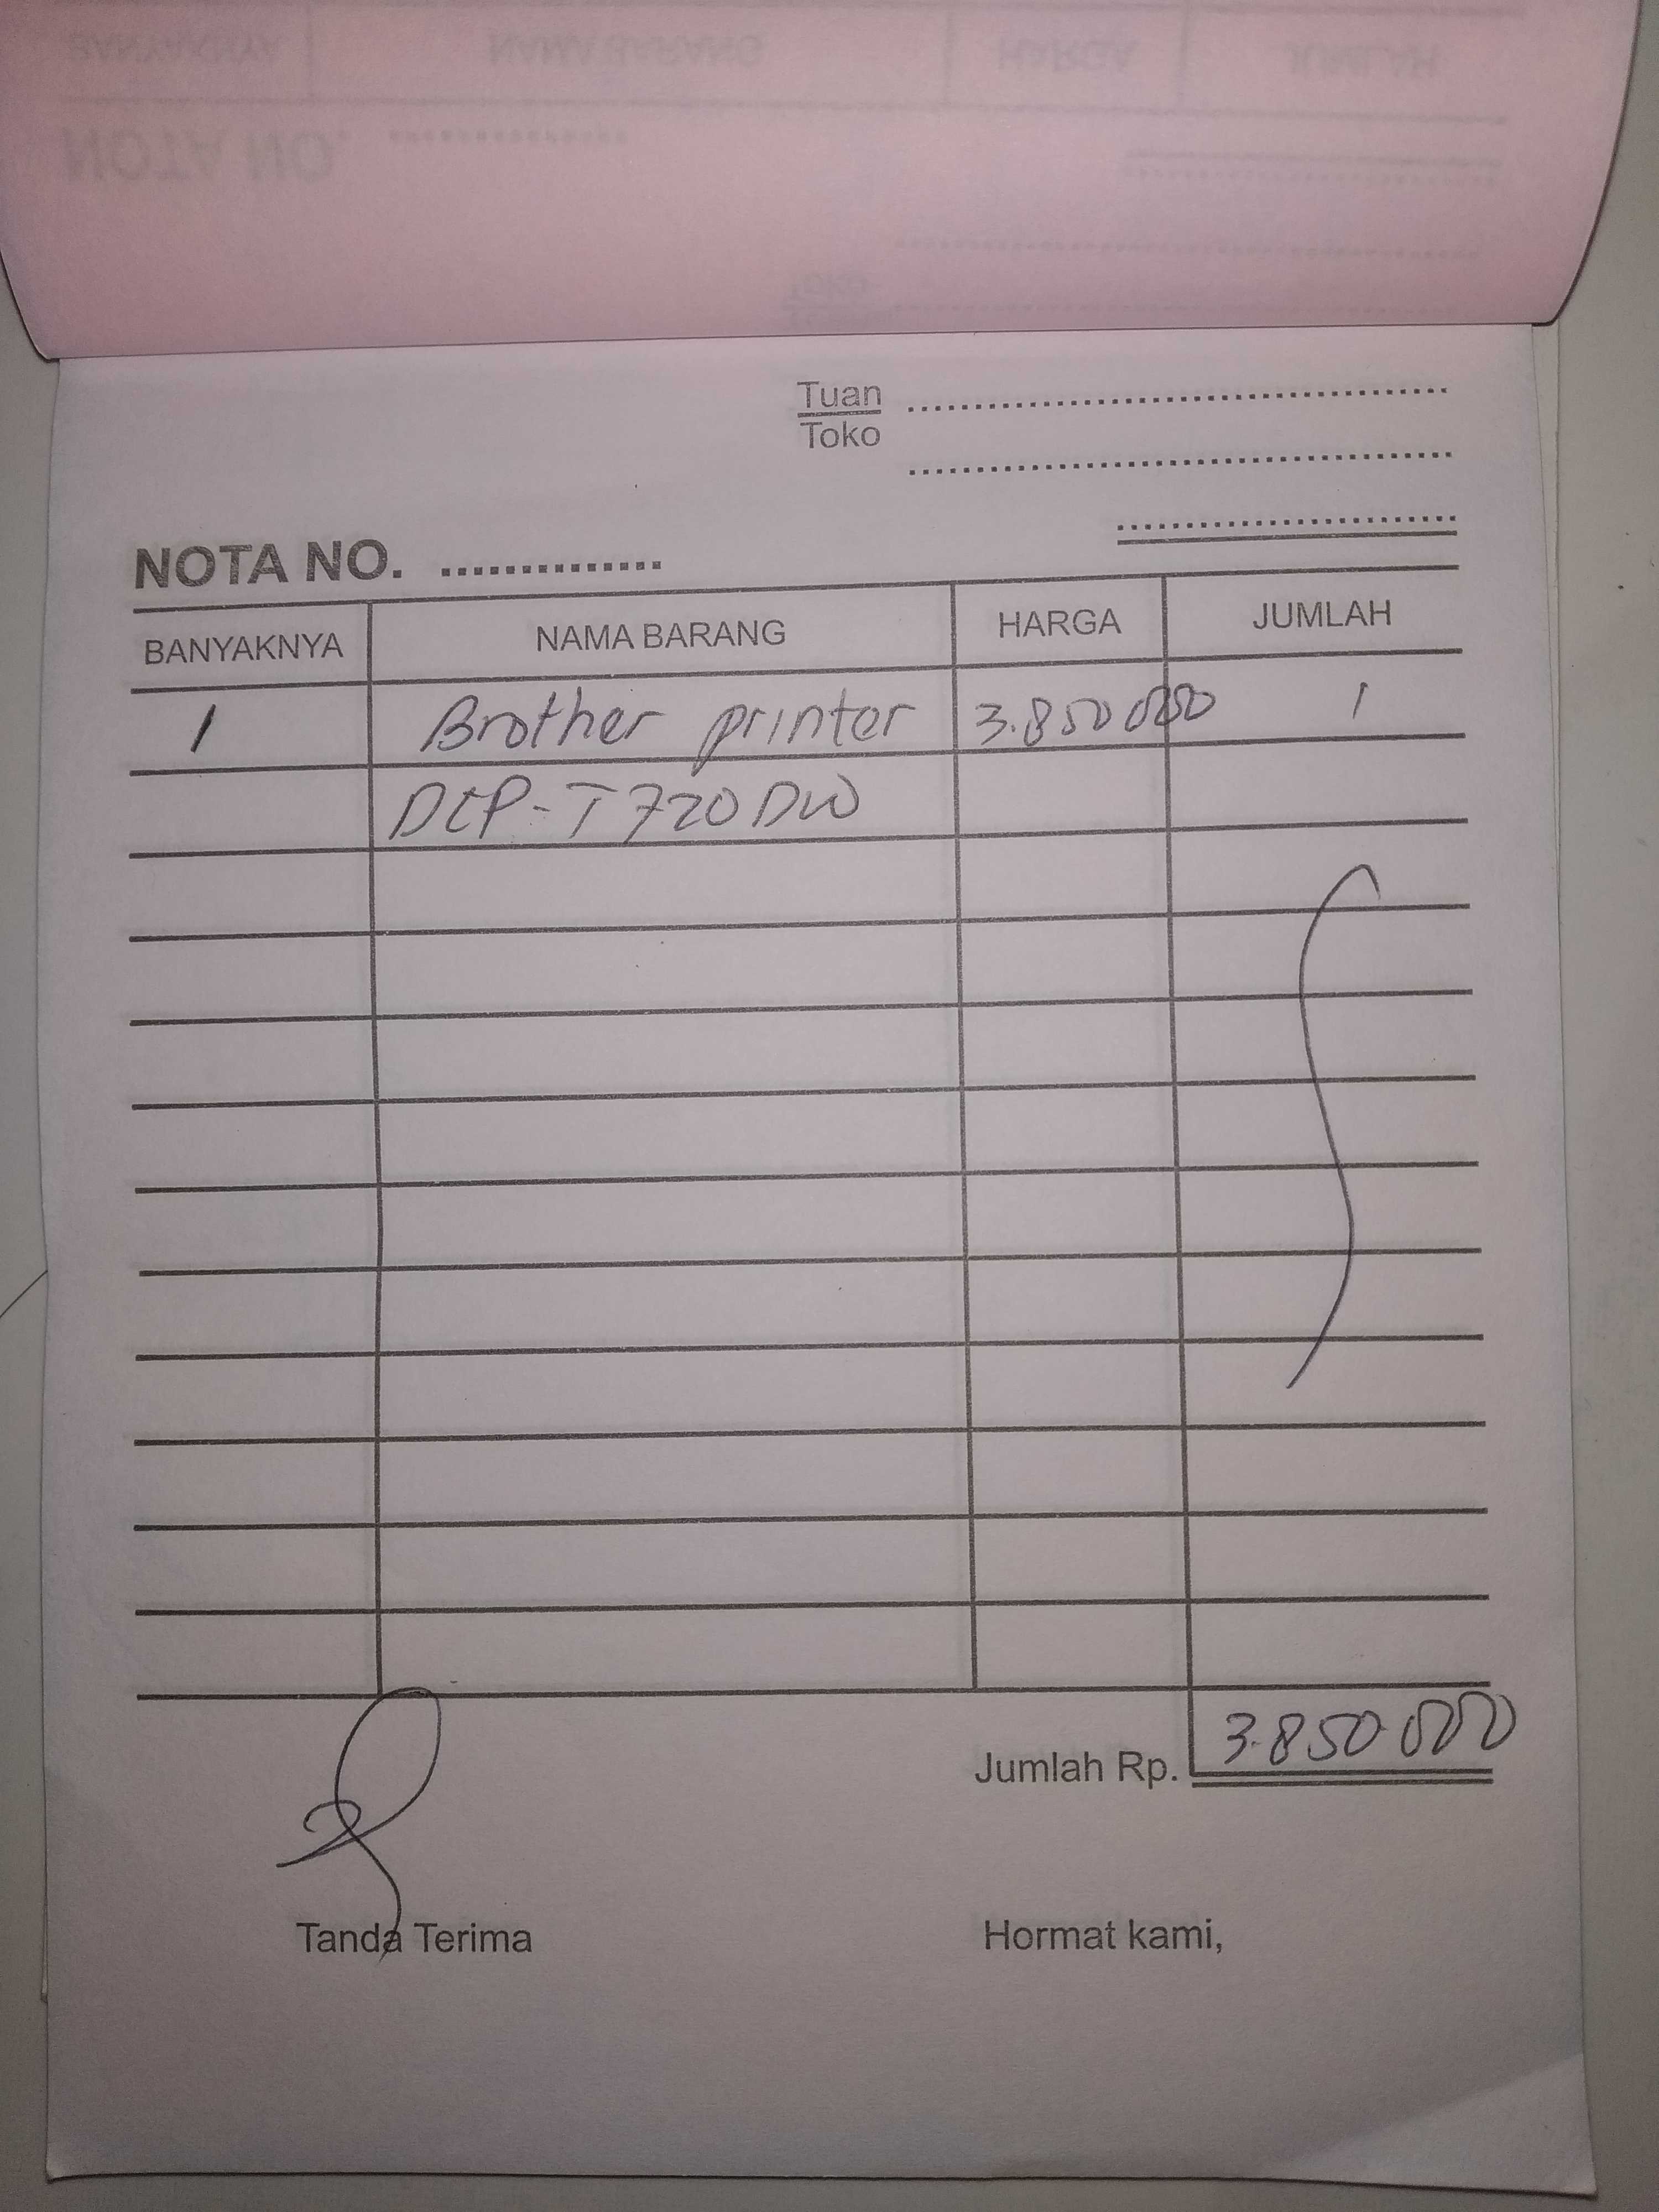 Tuan
Toko
NOTA NO. ...............
BANYAKNYA NAMA BARANG HARGA JUMLAH
1 Brother printer 3.850 000 1
DCP-T720DW
Jumlah Rp. 3.850.000
Tanda Terima Hormat kami,